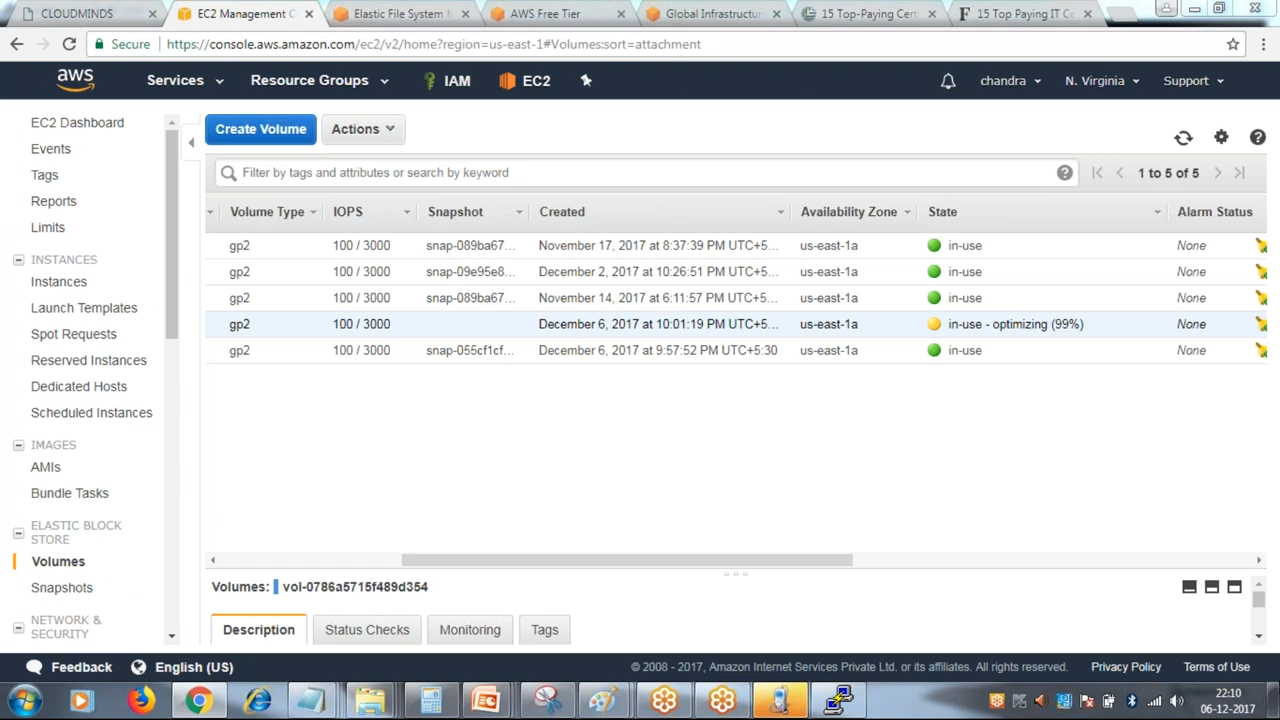 CLOUDMINDS
EC2 Management C
Elastic File System M
AWS Free Tier
Global Infrastructur
15 Top-Paying Cert
15 Top Paying IT Ce
Secure https://console.aws.amazon.com/ec2/v2/home?region=us-east-1#Volumes:sort=attachment
aws Services Resource Groups IAM EC2 chandra N. Virginia Support
EC2 Dashboard
Events
Tags
Reports
Limits
INSTANCES
Instances
Launch Templates
Spot Requests
Reserved Instances
Dedicated Hosts
Scheduled Instances
IMAGES
AMIs
Bundle Tasks
ELASTIC BLOCK
STORE
Volumes
Snapshots
NETWORK &
SECURITY
Create Volume Actions
Filter by tags and attributes or search by keyword 1 to 5 of 5
Volume Type IOPS Snapshot Created Availability Zone State Alarm Status
gp2 100 / 3000 snap-089ba67... November 17, 2017 at 8:37:39 PM UTC+5... us-east-1a in-use None
gp2 100 / 3000 snap-09e95e8... December 2, 2017 at 10:26:51 PM UTC+5... us-east-1a in-use None
gp2 100 / 3000 snap-089ba67... November 14, 2017 at 6:11:57 PM UTC+5... us-east-1a in-use None
gp2 100 / 3000 December 6, 2017 at 10:01:19 PM UTC+5... us-east-1a in-use - optimizing (99%) None
gp2 100 / 3000 snap-055cf1cf... December 6, 2017 at 9:57:52 PM UTC+5:30 us-east-1a in-use None
Volumes: vol-0786a5715f489d354
Description Status Checks Monitoring Tags
Feedback English (US) © 2008 - 2017, Amazon Internet Services Private Ltd. or its affiliates. All rights reserved. Privacy Policy Terms of Use
22:10
06-12-2017